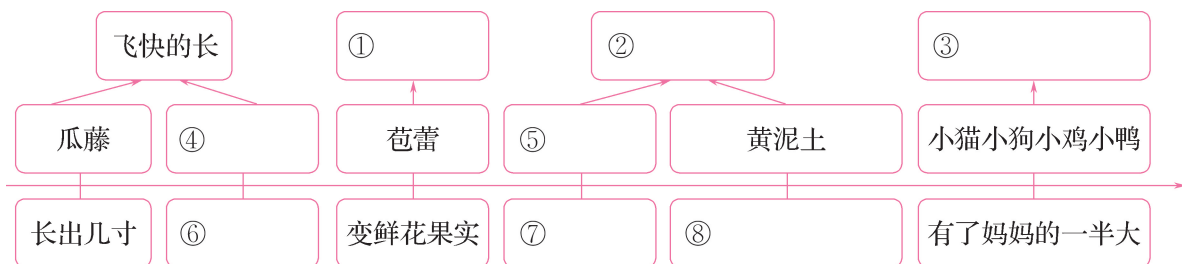 飞快的长 ① ② ③
瓜藤 ④ 苞蕾 ⑤ 黄泥土 小猫小狗小鸡小鸭
长出几寸 ⑥ 变鲜花果实 ⑦ ⑧ 有了妈妈的一半大